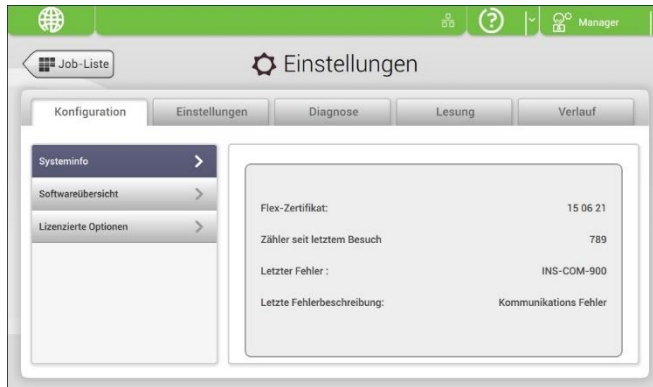 Manager
Job-Liste
Einstellungen
Konfiguration Einstellungen Diagnose Lesung Verlauf
Systeminfo
Softwareübersicht
Lizenzierte Optionen
Flex-Zertifikat: 15 06 21
Zähler seit letztem Besuch 789
Letzter Fehler : INS-COM-900
Letzte Fehlerbeschreibung: Kommunikations Fehler